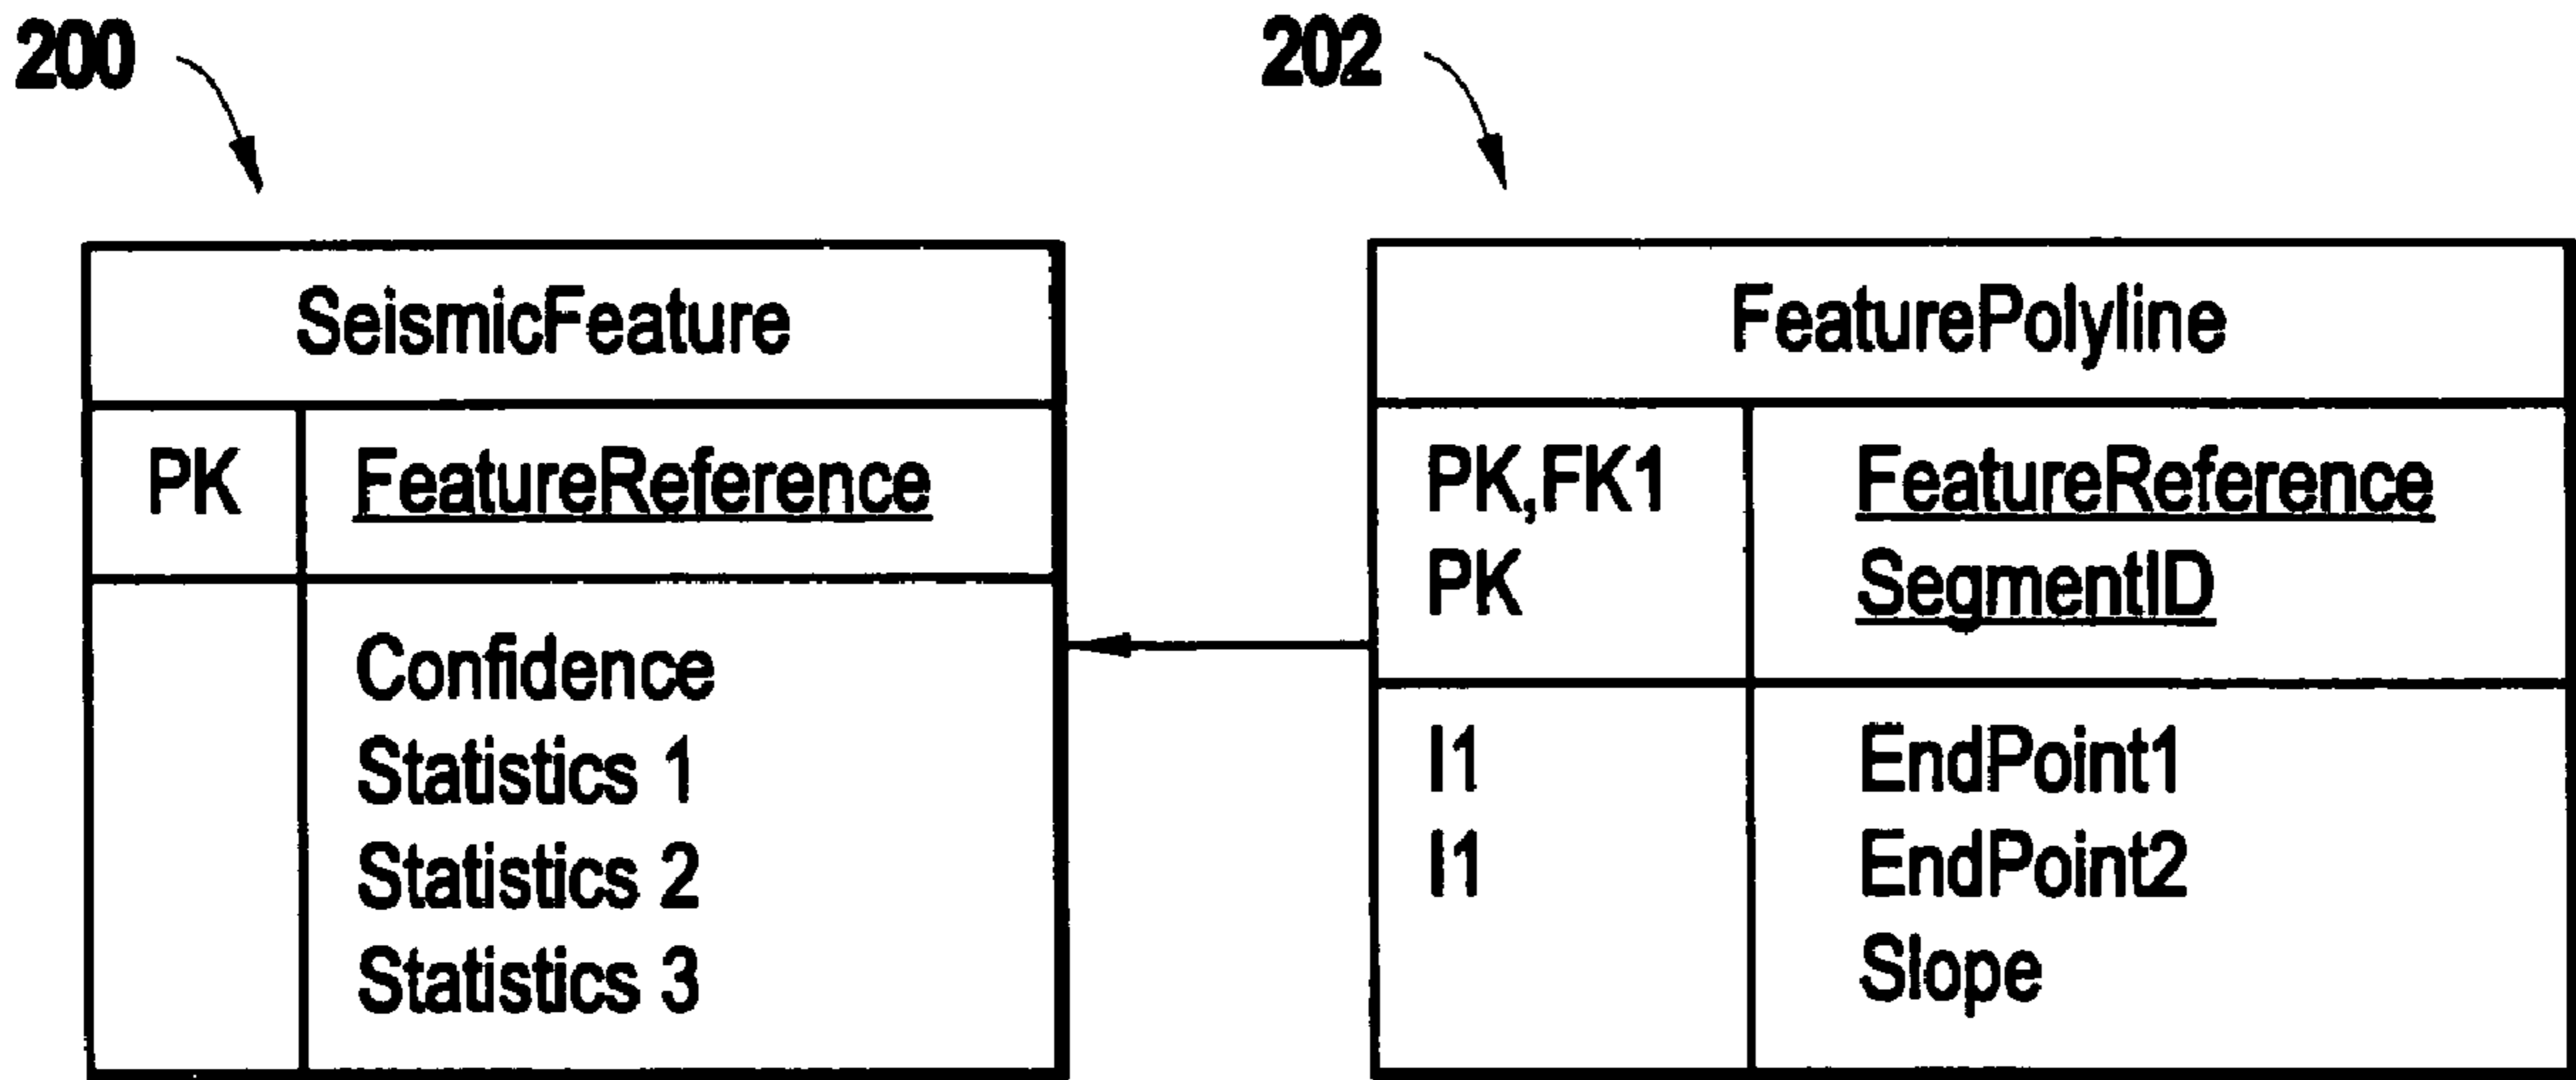 200
202
SeismicFeature
PK FeatureReference
Confidence
Statistics 1
Statistics 2
Statistics 3
FeaturePolyline
PK,FK1 FeatureReference
PK SegmentID
I1 EndPoint1
I1 EndPoint2
Slope